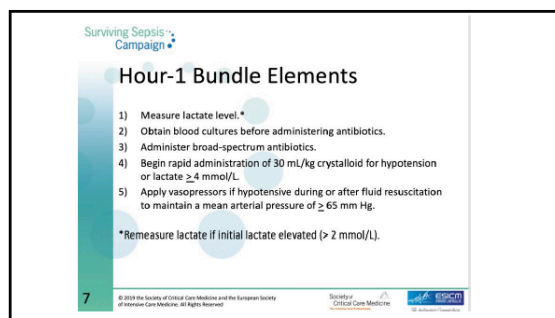 Surviving Sepsis
Campaign
Hour-1 Bundle Elements
1) Measure lactate level.*
2) Obtain blood cultures before administering antibiotics.
3) Administer broad-spectrum antibiotics.
4) Begin rapid administration of 30 mL/kg crystalloid for hypotension
or lactate ≥ 4 mmol/L.
5) Apply vasopressors if hypotensive during or after fluid resuscitation
to maintain a mean arterial pressure of ≥ 65 mm Hg.
*Remeasure lactate if initial lactate elevated (> 2 mmol/L).
7
© 2019 the Society of Critical Care Medicine and the European Society
of Intensive Care Medicine. All Rights Reserved
Society of
Critical Care Medicine
ESICM